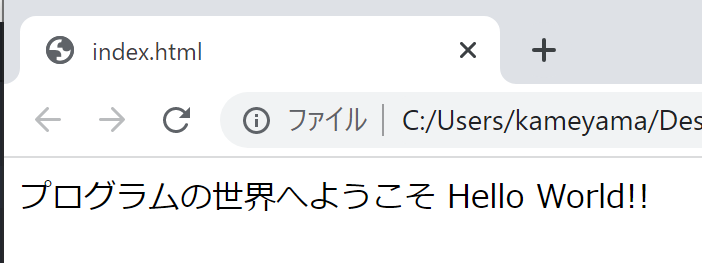 index.html
ファイル C:/Users/kameyama/Des
プログラムの世界へようこそ Hello World!!